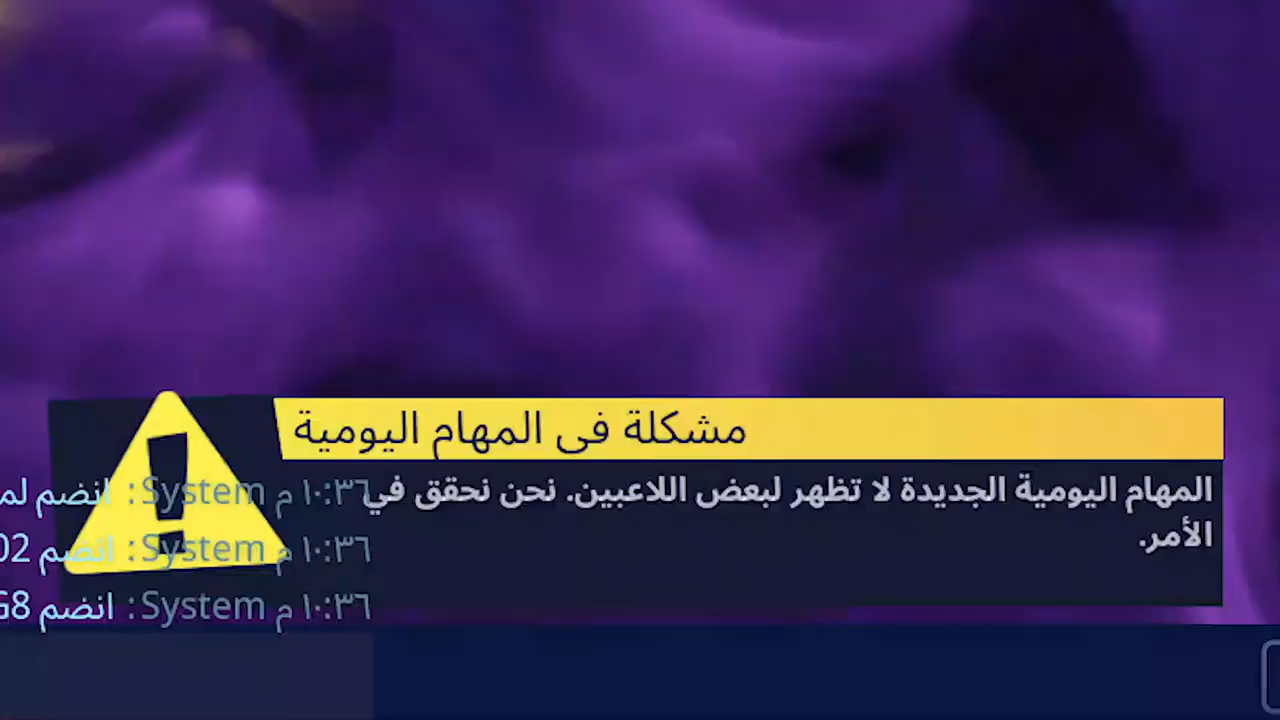 مشكلة في المهام اليومية
المهام اليومية الجديدة لا تظهر لبعض اللاعبين. نحن نحقق في
الأمر.
١٠:٣٦ م System: انضم
١٠:٣٦ م System: انضم
١٠:٣٦ م System: انضم